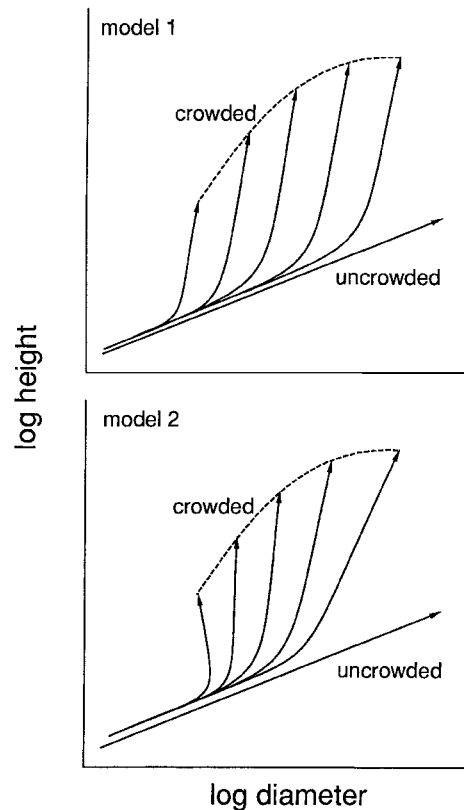 model 1
crowded
uncrowded
log height
model 2
crowded
uncrowded
log diameter